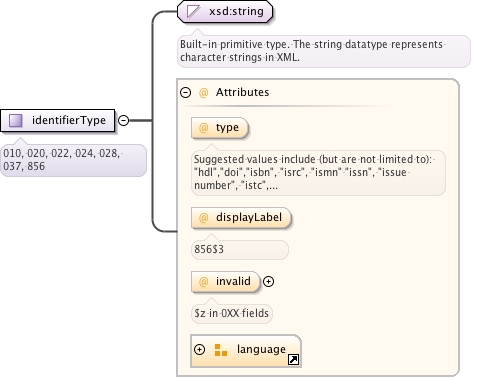 xsd:string
Built-in primitive type. The string datatype represents
character strings in XML.
Attributes
identifierType
010, 020, 022, 024, 028,
037, 856
type
Suggested values include (but are not limited to):
"hdl","doi","isbn", "isrc", "ismn" "issn", "issue
number", "istc",...
displayLabel
856$3
invalid
$z in 0XX fields
language